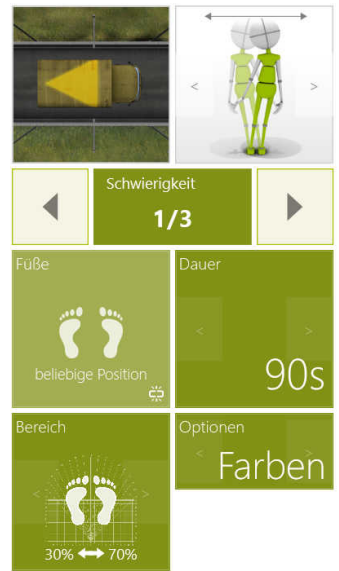 Schwierigkeit
1/3
Füße
beliebige Position
Dauer
90s
Bereich
30% 70%
Optionen
Farben